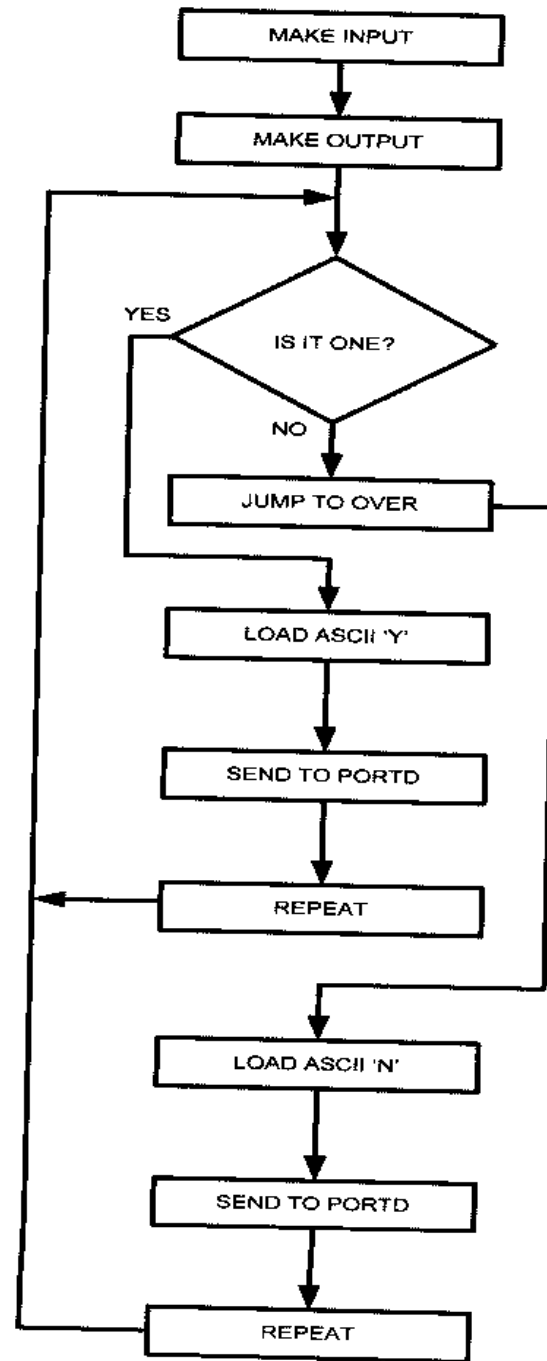 MAKE INPUT
MAKE OUTPUT
YES
IS IT ONE?
NO
JUMP TO OVER
LOAD ASCII 'Y'
SEND TO PORTD
REPEAT
LOAD ASCII 'N'
SEND TO PORTD
REPEAT